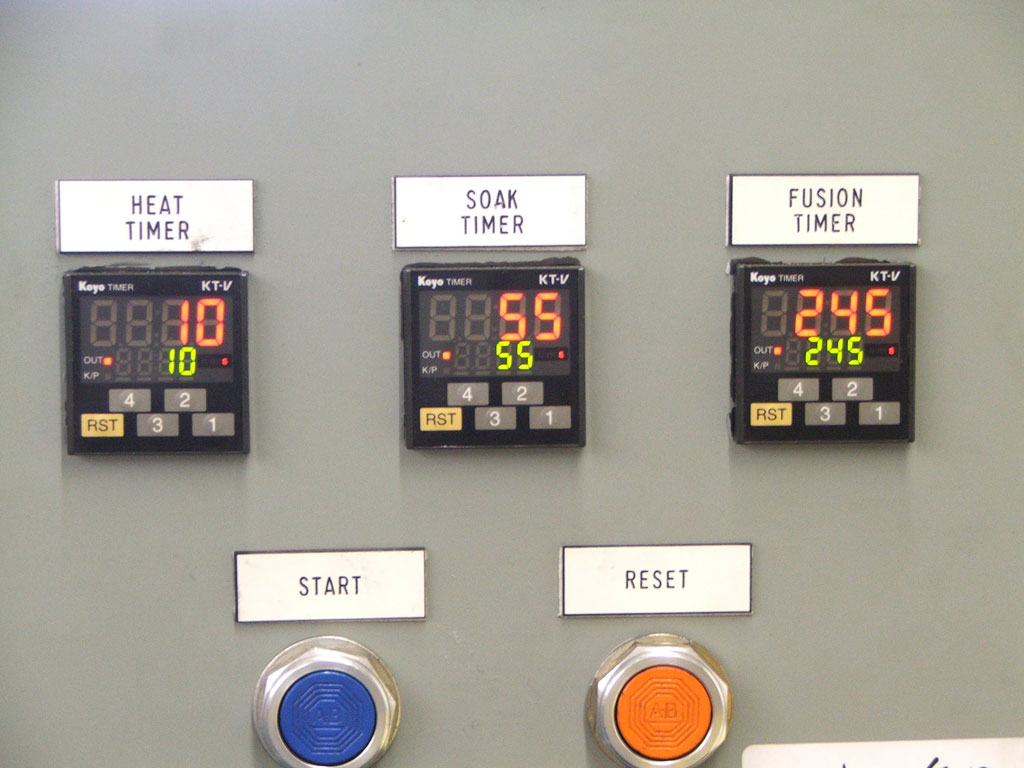 HEAT
TIMER
SOAK
TIMER
FUSION
TIMER
Koyo TIMER KT-V
10
OUT 10 s
K/P
4 2
RST 3 1
Koyo TIMER KT-V
55
OUT 55 s
K/P
4 2
RST 3 1
Koyo TIMER KT-V
245
OUT 245 s
K/P
4 2
RST 3 1
START
RESET
AB
AB